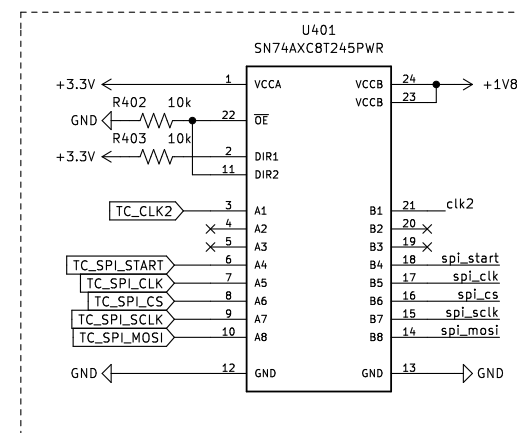 U401
SN74AXC8T245PWR
+3.3V 1 VCCA VCCB 24 +1V8
R402 10k VCCB 23
GND 22 OE
R403 10k
+3.3V 2 DIR1
11 DIR2
TC_CLK2 3 A1 B1 21 clk2
4 A2 B2 20
5 A3 B3 19
TC_SPI_START 6 A4 B4 18 spi_start
TC_SPI_CLK 7 A5 B5 17 spi_clk
TC_SPI_CS 8 A6 B6 16 spi_cs
TC_SPI_SCLK 9 A7 B7 15 spi_sclk
TC_SPI_MOSI 10 A8 B8 14 spi_mosi
GND 12 GND GND 13 GND